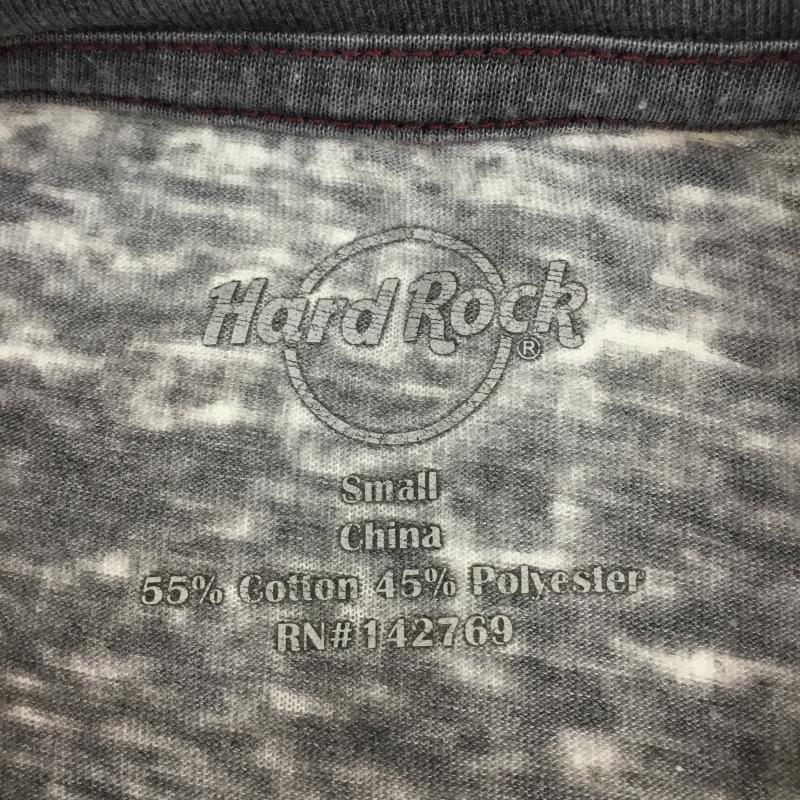 Hard Rock ®
Small
China
55% Cotton 45% Polyester
RN# 142769